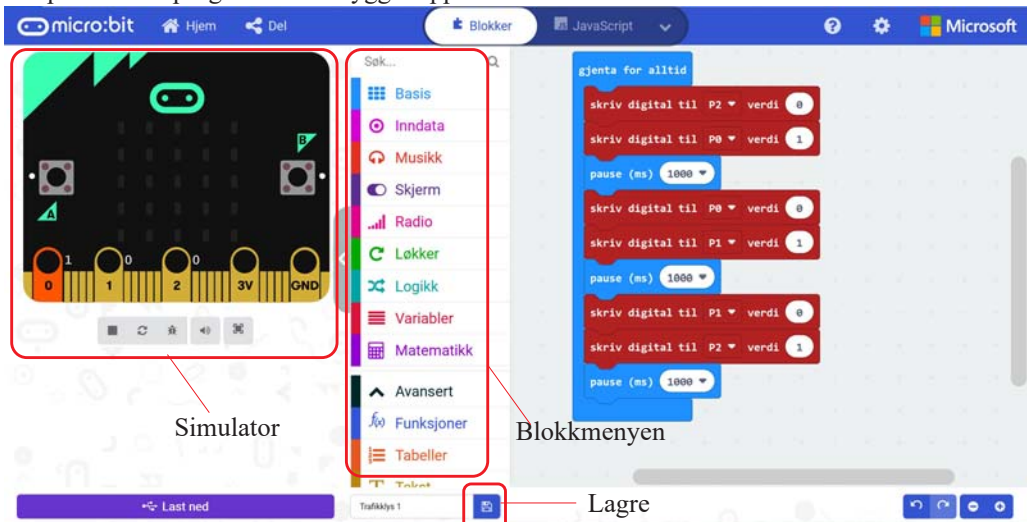 micro:bit Hjem Del Blokker JavaScript ? Microsoft
B
A
1 0 0
0 1 2 3V GND
Simulator
Last ned
Søk...
Basis
Inndata
Musikk
Skjerm
Radio
Løkker
Logikk
Variabler
Matematikk
Avansert
f(x) Funksjoner
Tabeller
Blokkmenyen
Trafikklys 1
Lagre
gjenta for alltid
skriv digital til P2 verdi 0
skriv digital til P0 verdi 1
pause (ms) 1000
skriv digital til P0 verdi 0
skriv digital til P1 verdi 1
pause (ms) 1000
skriv digital til P1 verdi 0
skriv digital til P2 verdi 1
pause (ms) 1000